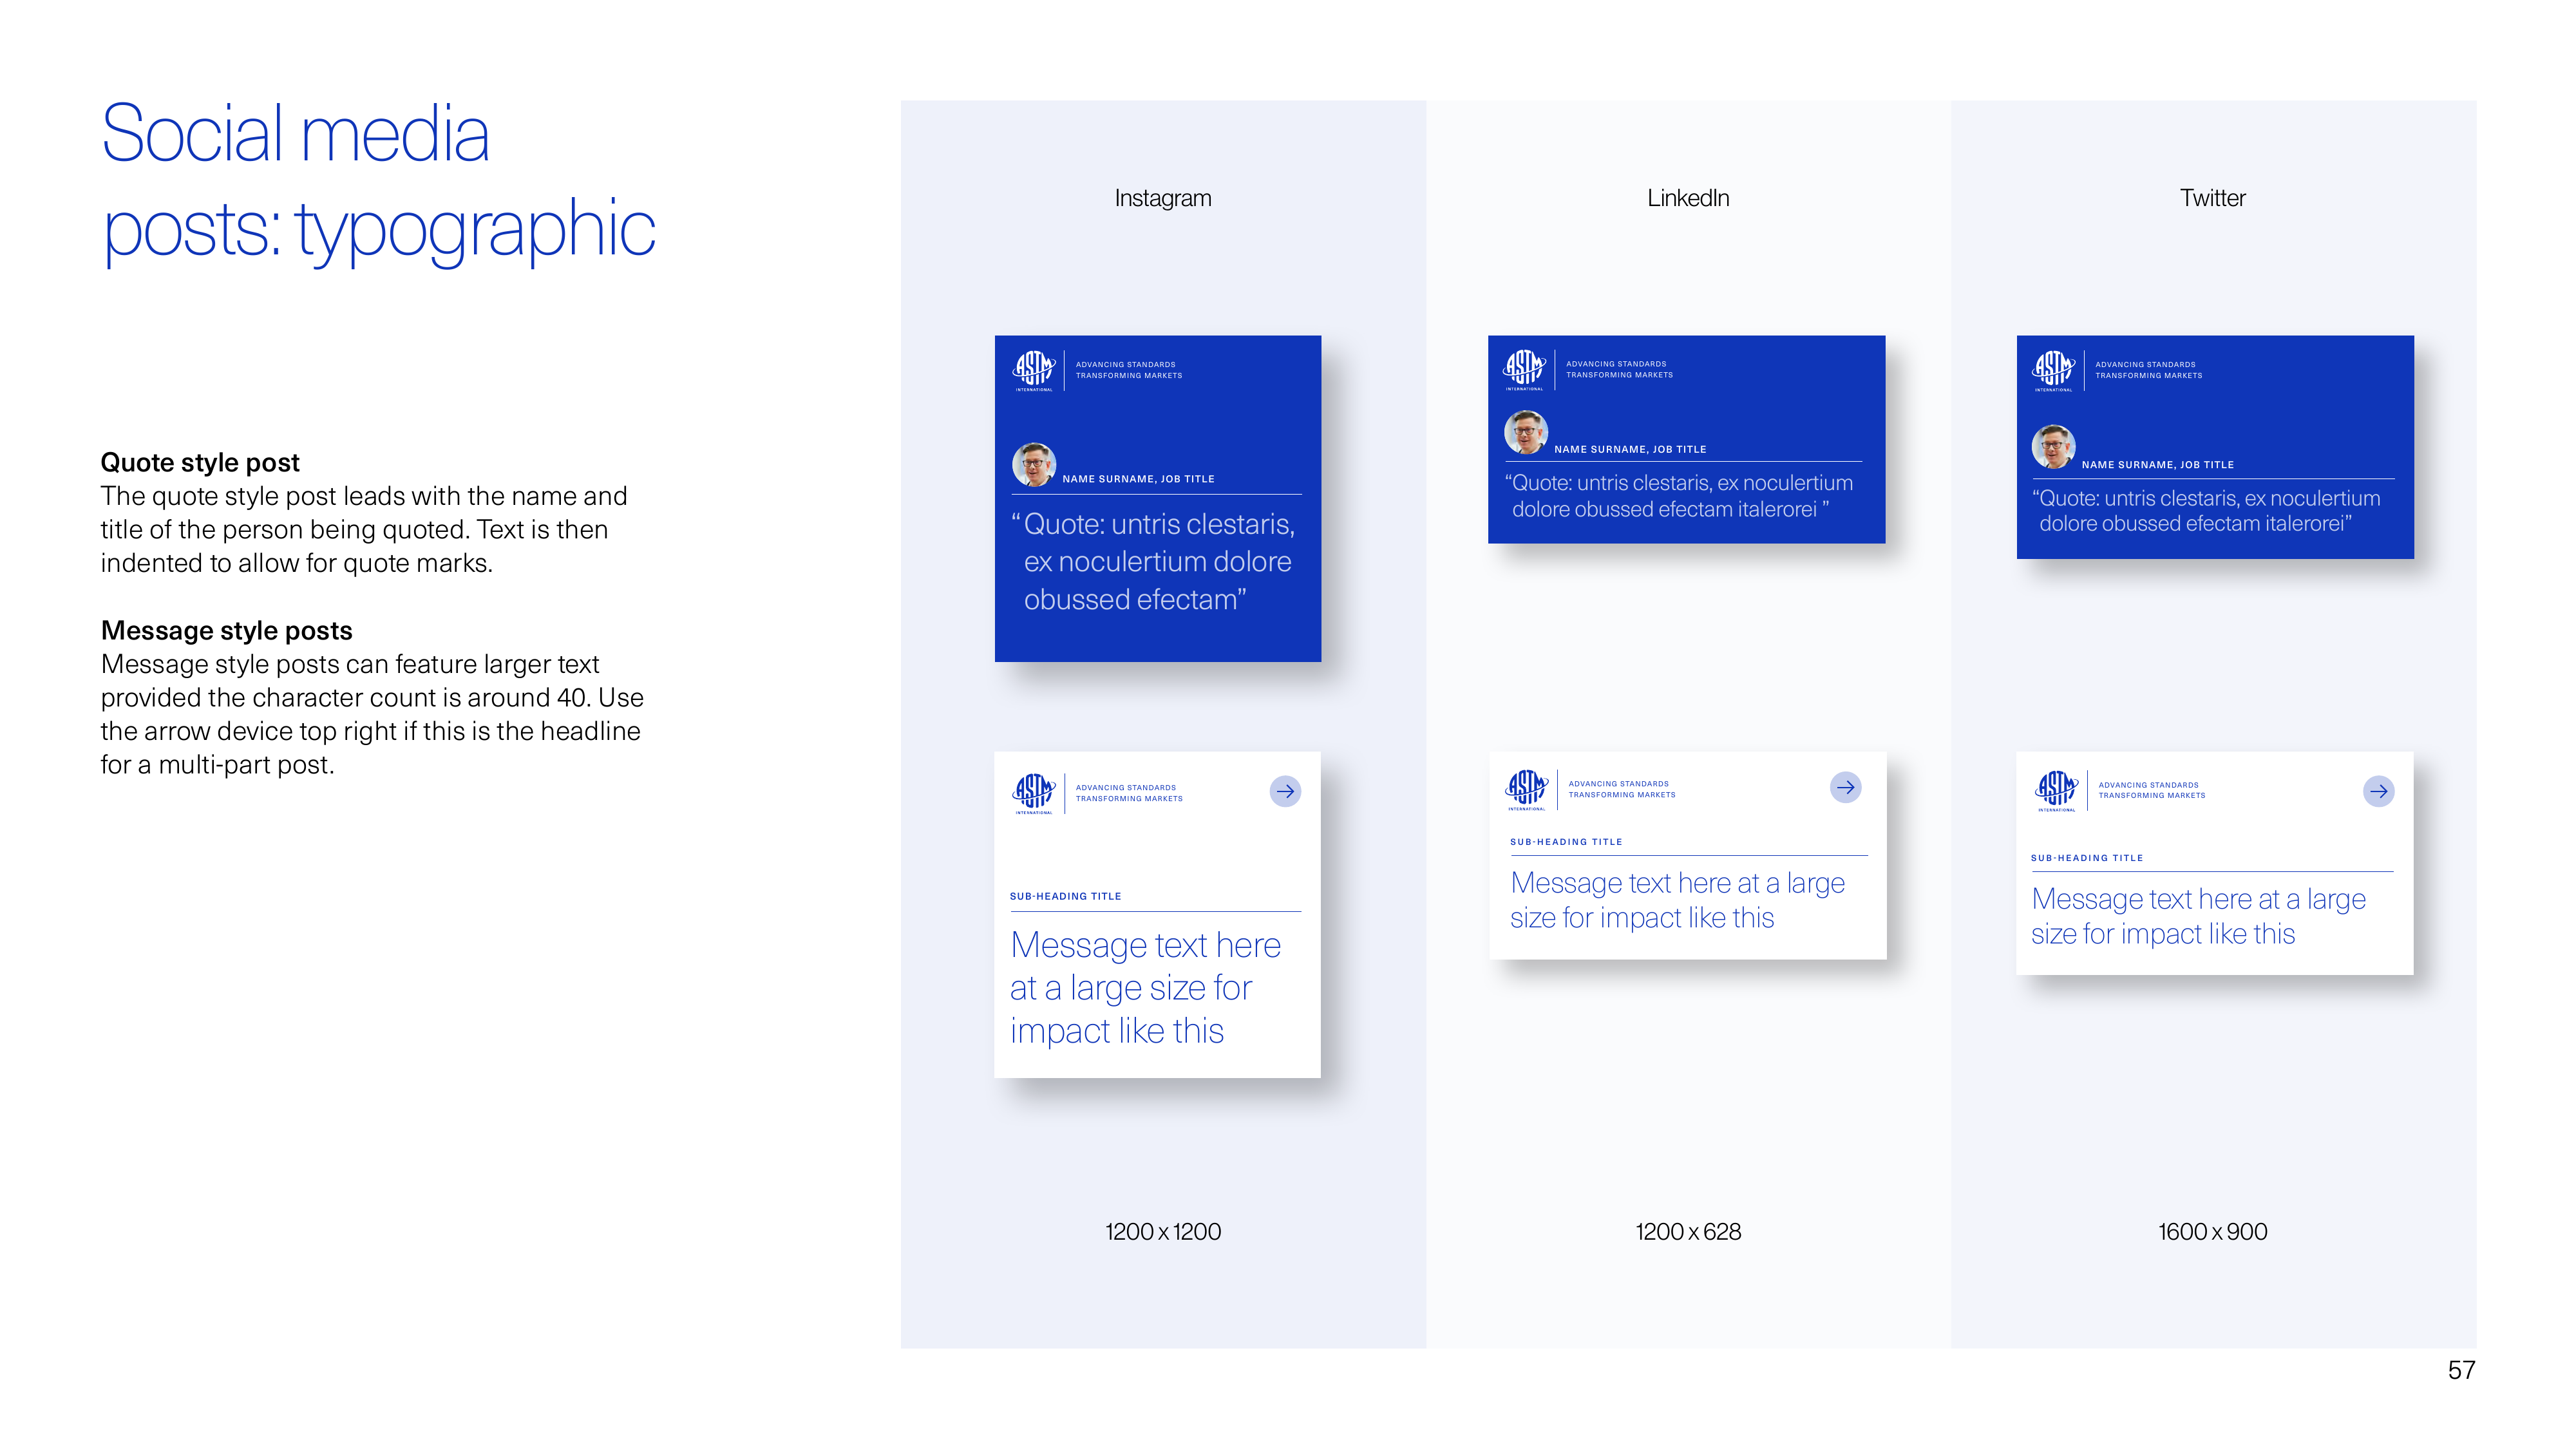 Social media
posts: typographic
Quote style post
The quote style post leads with the name and
title of the person being quoted. Text is then
indented to allow for quote marks.
Message style posts
Message style posts can feature larger text
provided the character count is around 40. Use
the arrow device top right if this is the headline
for a multi-part post.
Instagram
ASTM
INTERNATIONAL
ADVANCING STANDARDS
TRANSFORMING MARKETS
NAME SURNAME, JOB TITLE
“Quote: untris clestaris,
ex noculertium dolore
obussed efectam”
ASTM
INTERNATIONAL
ADVANCING STANDARDS
TRANSFORMING MARKETS
SUB-HEADING TITLE
Message text here
at a large size for
impact like this
1200 x 1200
LinkedIn
ASTM
INTERNATIONAL
ADVANCING STANDARDS
TRANSFORMING MARKETS
NAME SURNAME, JOB TITLE
“Quote: untris clestaris, ex noculertium
dolore obussed efectam italerorei ”
ASTM
INTERNATIONAL
ADVANCING STANDARDS
TRANSFORMING MARKETS
SUB-HEADING TITLE
Message text here at a large
size for impact like this
1200 x 628
Twitter
ASTM
INTERNATIONAL
ADVANCING STANDARDS
TRANSFORMING MARKETS
NAME SURNAME, JOB TITLE
“Quote: untris clestaris, ex noculertium
dolore obussed efectam italerorei”
ASTM
INTERNATIONAL
ADVANCING STANDARDS
TRANSFORMING MARKETS
SUB-HEADING TITLE
Message text here at a large
size for impact like this
1600 x 900
57